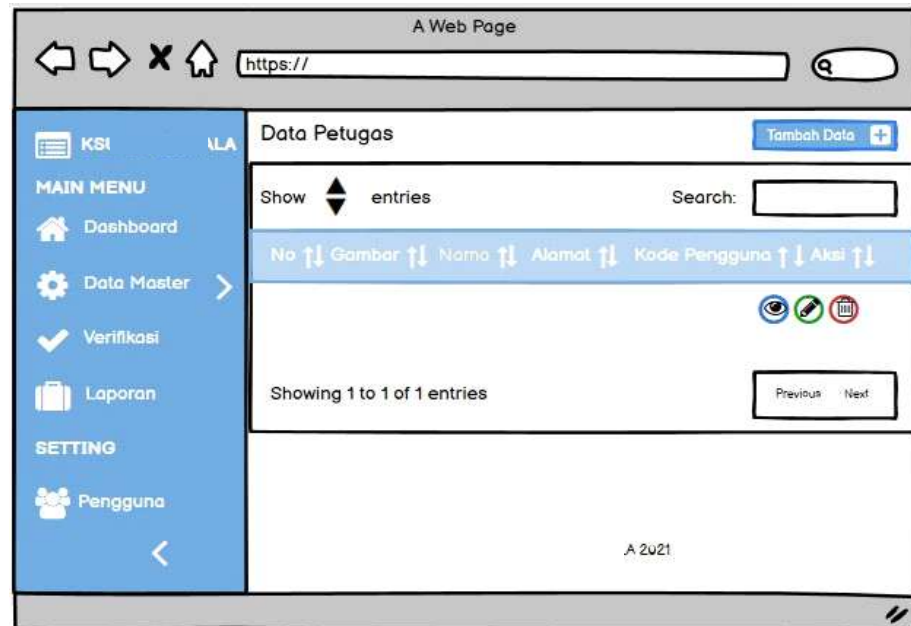 A Web Page
https://
KSI
Data Petugas
Tambah Data
MAIN MENU
Show entries Search:
Dashboard
No Gambar Nama Alamat Kode Pengguna Aksi
Data Master
Verifikasi
Laporan
Showing 1 to 1 of 1 entries
Previous Next
SETTING
Pengguna
A 2021